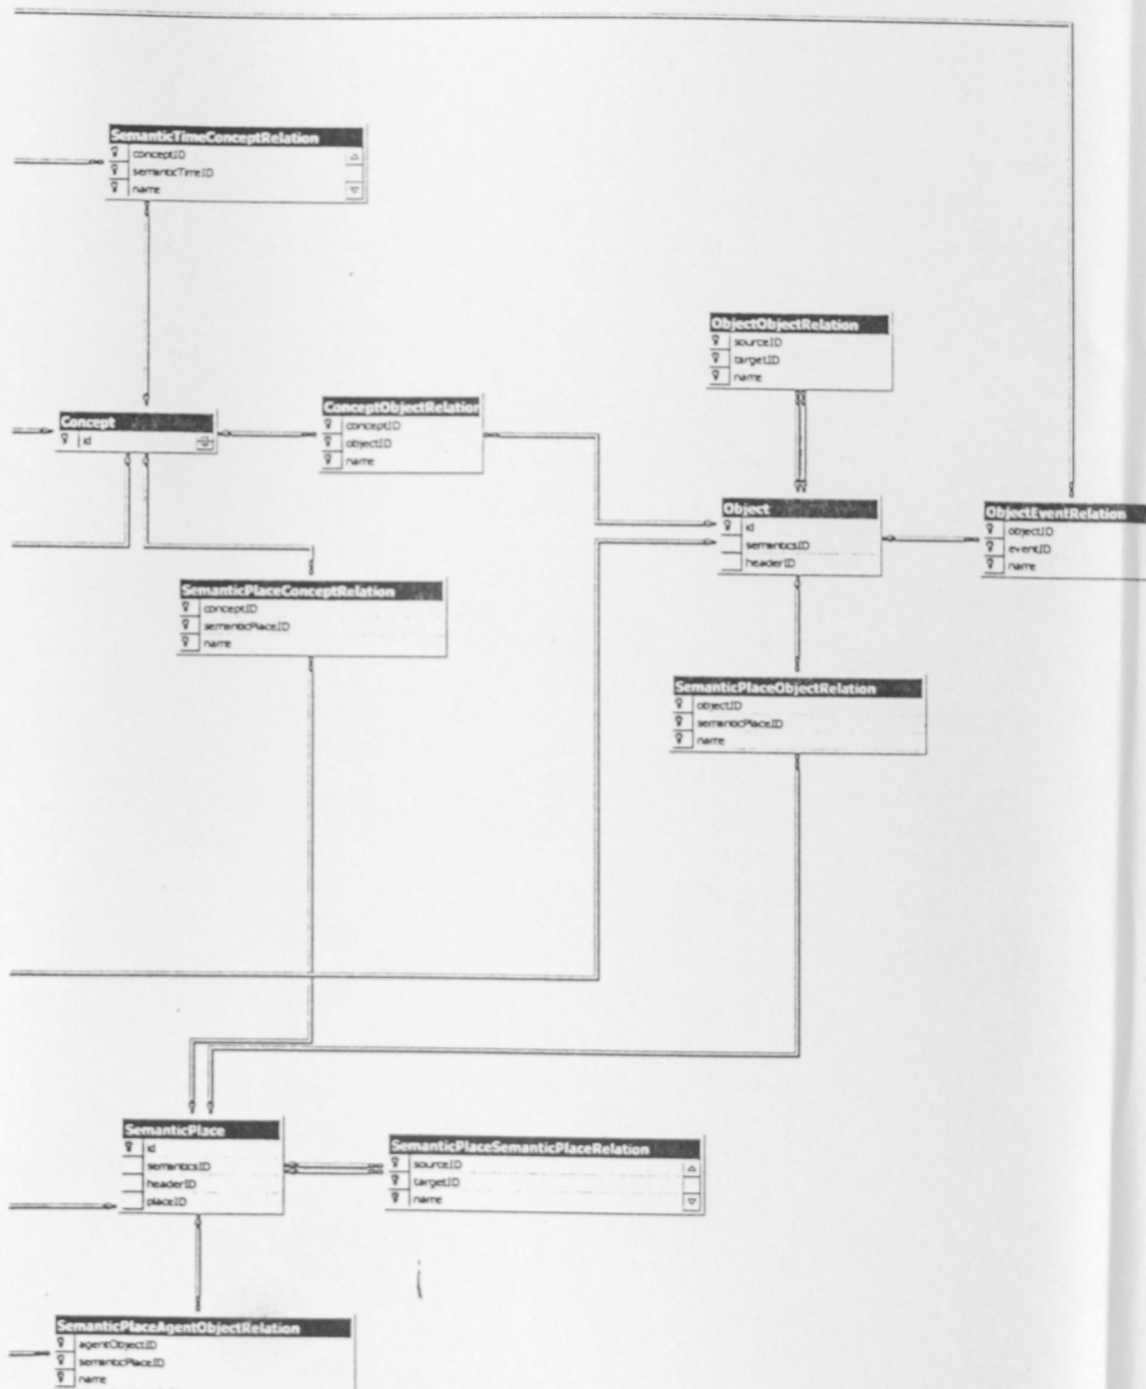 SemanticTimeConceptRelation
conceptID
semanticTimeID
name
ObjectObjectRelation
sourceID
targetID
name
Concept
id
ConceptObjectRelation
conceptID
objectID
name
Object
id
semanticsID
headerID
ObjectEventRelation
objectID
eventID
name
SemanticPlaceConceptRelation
conceptID
semanticPlaceID
name
SemanticPlaceObjectRelation
objectID
semanticPlaceID
name
SemanticPlace
id
semanticsID
headerID
placeID
SemanticPlaceSemanticPlaceRelation
sourceID
targetID
name
SemanticPlaceAgentObjectRelation
agentObjectID
semanticPlaceID
name